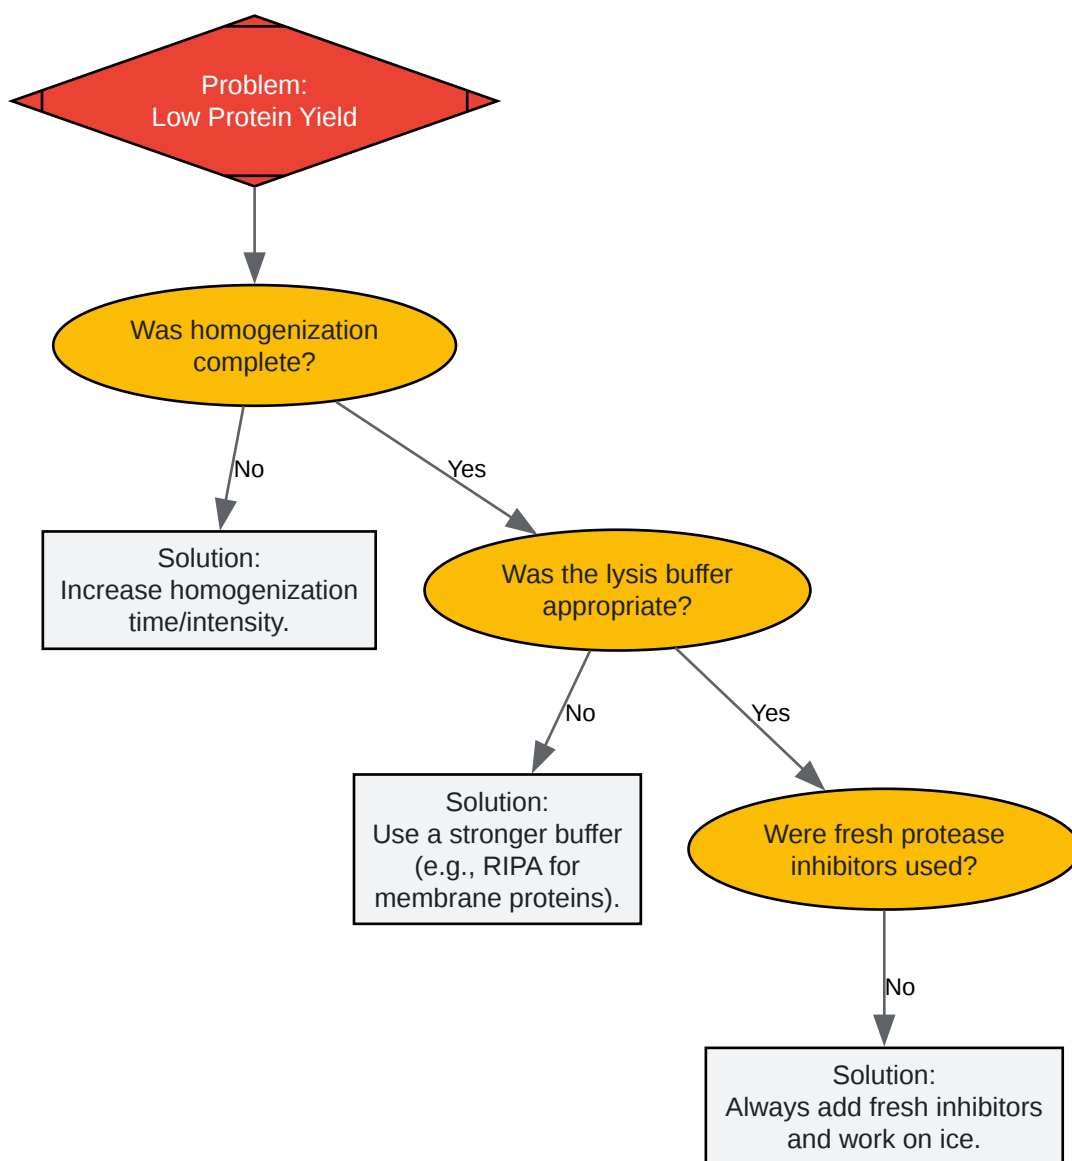 Problem:
Low Protein Yield
Was homogenization
complete?
No
Yes
Solution:
Increase homogenization
time/intensity.
Was the lysis buffer
appropriate?
No
Yes
Solution:
Use a stronger buffer
(e.g., RIPA for
membrane proteins).
Were fresh protease
inhibitors used?
No
Solution:
Always add fresh inhibitors
and work on ice.